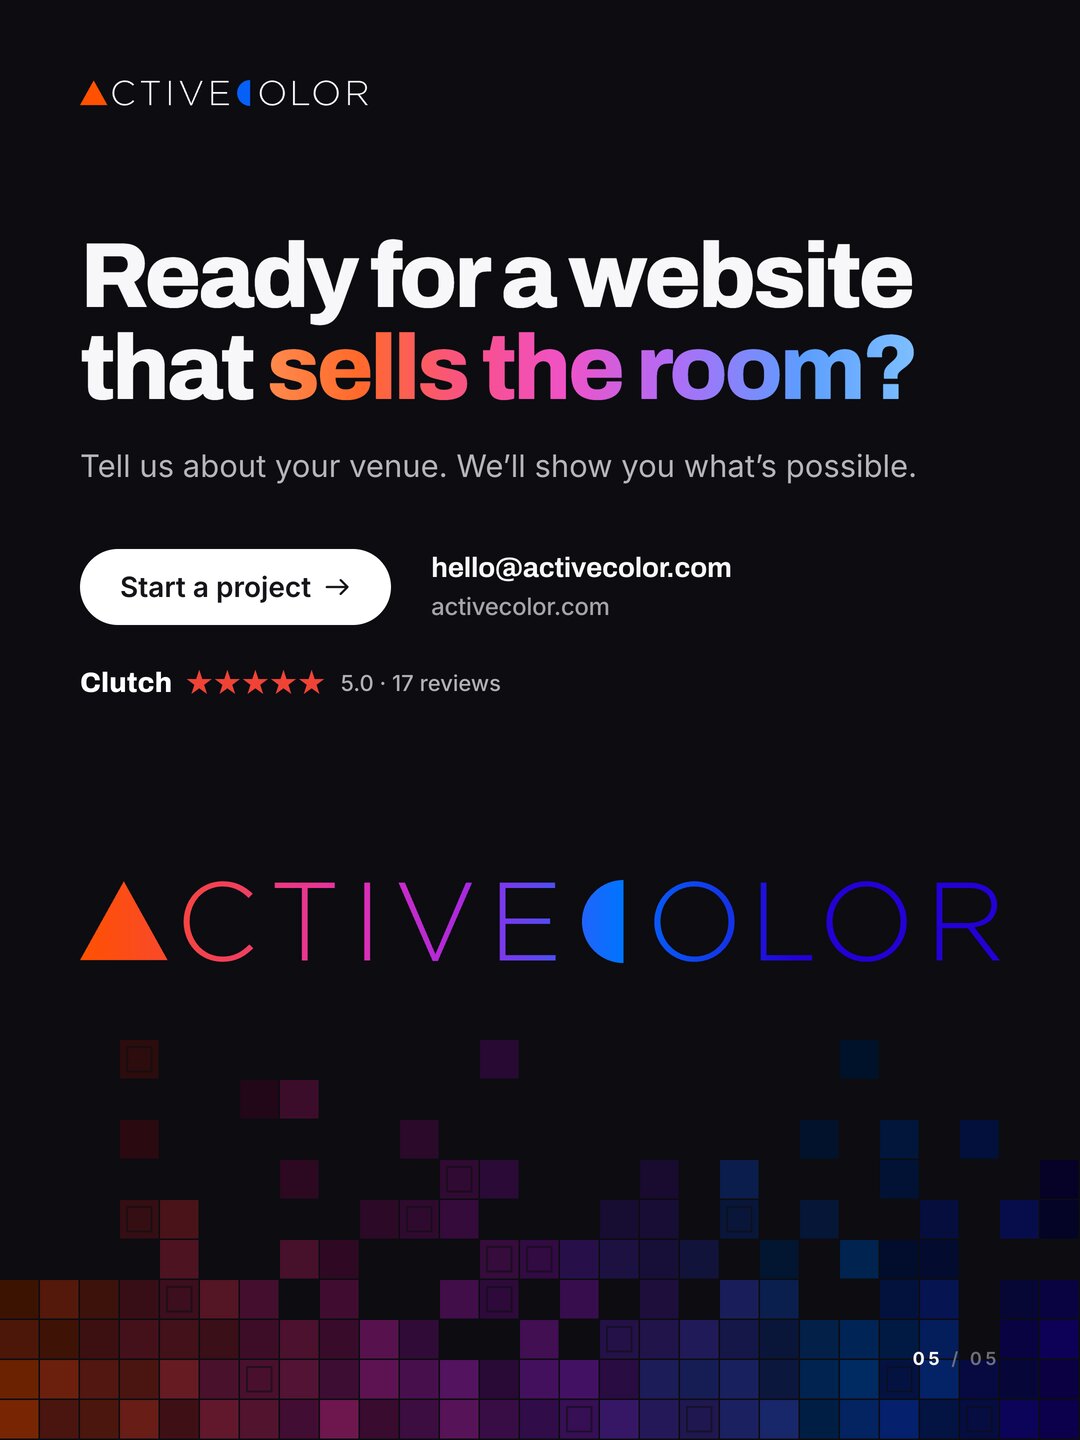 ACTIVECOLOR
Ready for a website
that sells the room?
Tell us about your venue. We’ll show you what’s possible.
Start a project →
hello@activecolor.com
activecolor.com
Clutch ★★★★★ 5.0 · 17 reviews
ACTIVECOLOR
05 / 05